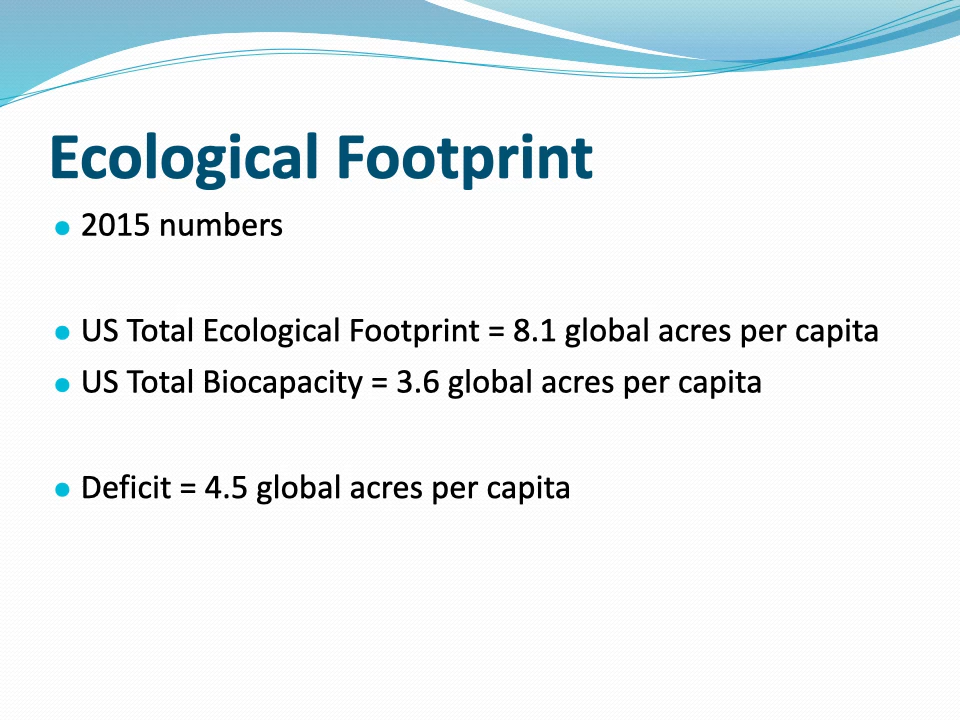 Ecological Footprint
2015 numbers
US Total Ecological Footprint = 8.1 global acres per capita
US Total Biocapacity = 3.6 global acres per capita
Deficit = 4.5 global acres per capita